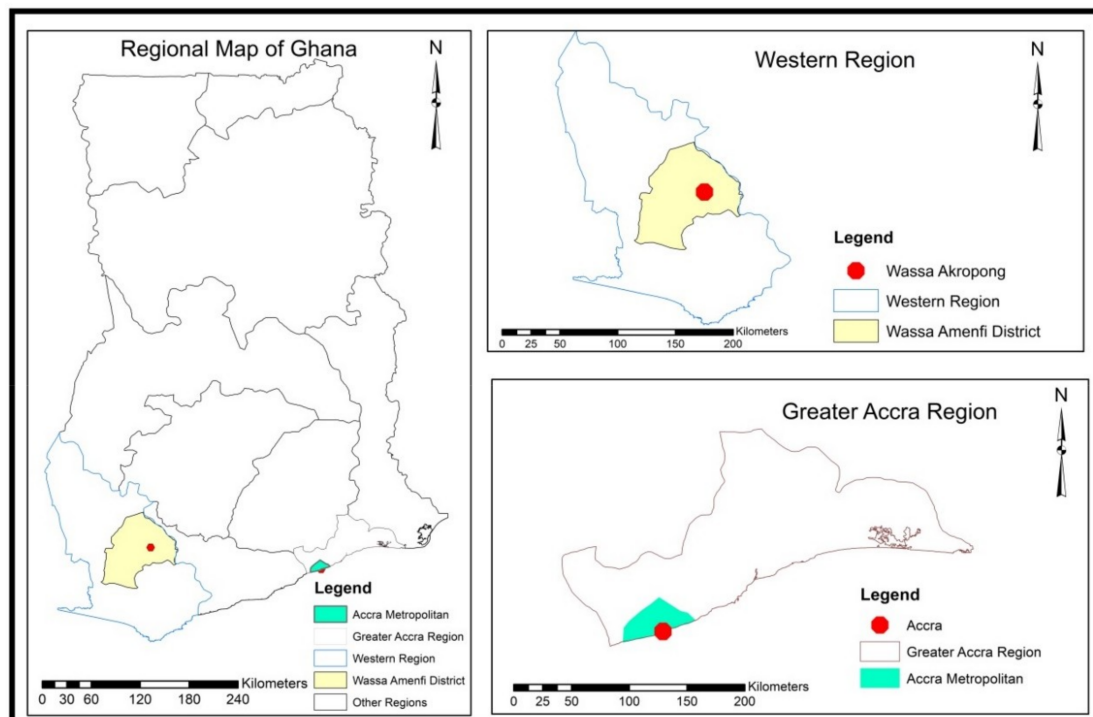 Regional Map of Ghana
N
Legend
Accra Metropolitan
Greater Accra Region
Western Region
Wassa Amenfi District
Other Regions
Kilometers
0 30 60 120 180 240
Western Region
N
Legend
Wassa Akropong
Western Region
Wassa Amenfi District
Kilometers
0 25 50 100 150 200
Greater Accra Region
N
Legend
Accra
Greater Accra Region
Accra Metropolitan
Kilometers
0 25 50 100 150 200